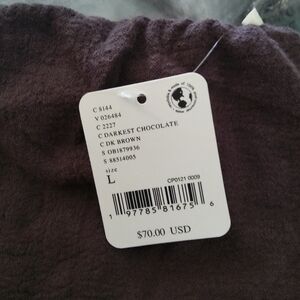 C 8144
V 026484
C 2227
C DARKEST CHOCOLATE
C DK BROWN
S OB1879936
S 88514005
size
L
CP0121 0009
1 97785 81675 6
$70.00 USD